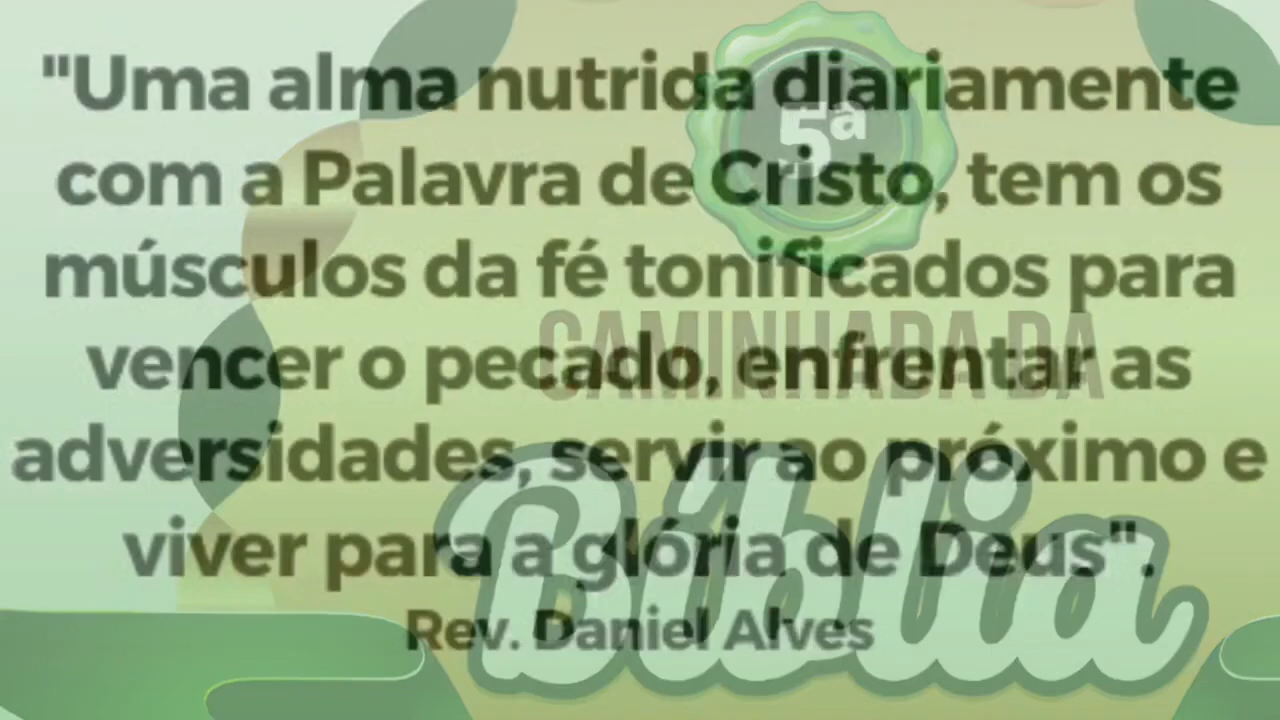 "Uma alma nutrida diariamente
com a Palavra de Cristo, tem os
músculos da fé tonificados para
vencer o pecado, enfrentar as
adversidades, servir ao próximo e
viver para a glória de Deus".
Rev. Daniel Alves
5ª
CAMINHADA DA
Bíblia